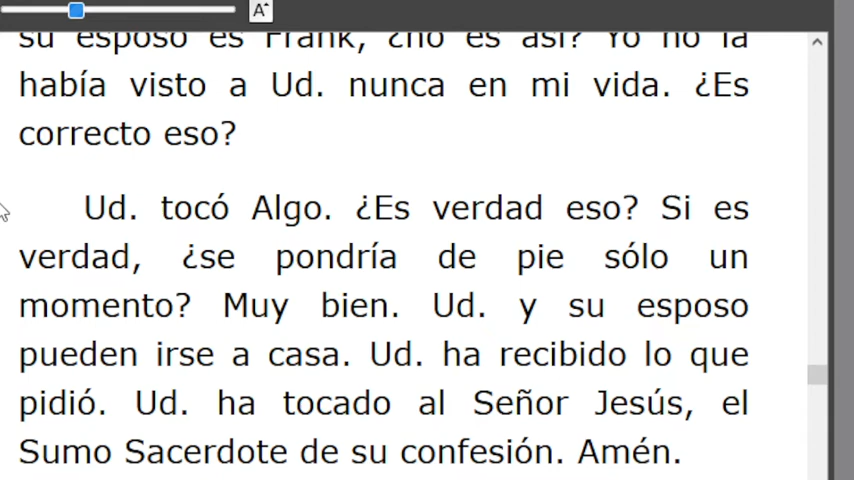 A
su esposo es Frank, ¿no es así? Yo no la
había visto a Ud. nunca en mi vida. ¿Es
correcto eso?
Ud. tocó Algo. ¿Es verdad eso? Si es
verdad, ¿se pondría de pie sólo un
momento? Muy bien. Ud. y su esposo
pueden irse a casa. Ud. ha recibido lo que
pidió. Ud. ha tocado al Señor Jesús, el
Sumo Sacerdote de su confesión. Amén.